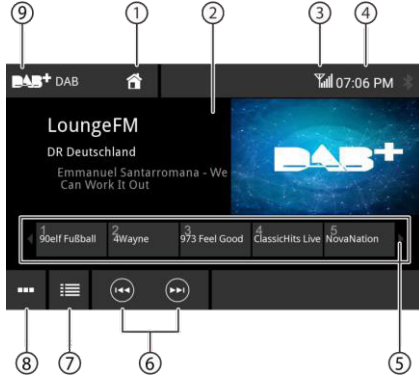 ⑨ ① ② ③ ④
DAB+ DAB 07:06 PM
LoungeFM
DAB+
DR Deutschland
Emmanuel Santarromana - We
Can Work It Out
1 2 3 4 5
90elf Fußball 4Wayne 973 Feel Good ClassicHits Live NovaNation
⑧ ⑦ ⑥ ⑤